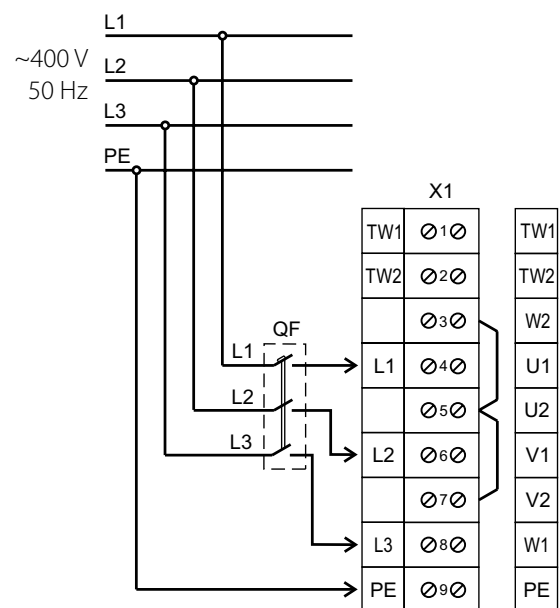 L1
~400 V
L2
50 Hz
L3
PE
X1
TW1 1 TW1
TW2 2 TW2
3 W2
QF
L1
L1 4 U1
L2
5 U2
L3
L2 6 V1
7 V2
L3 8 W1
PE 9 PE